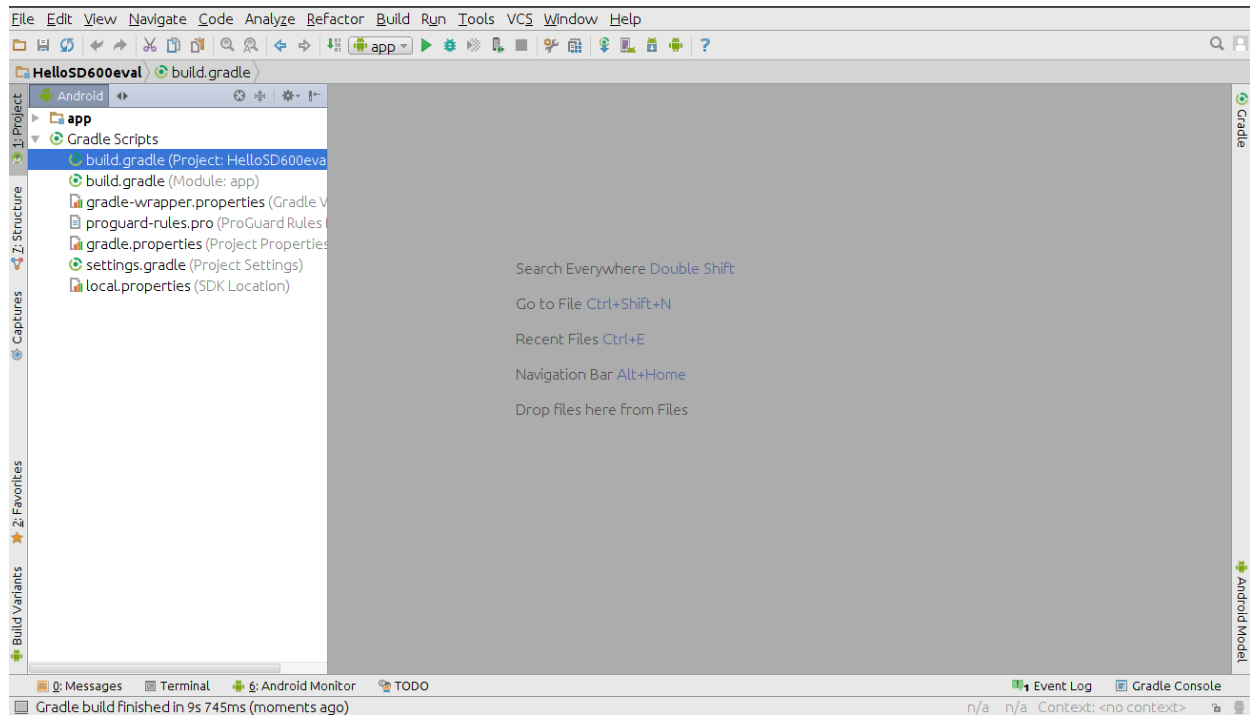 File Edit View Navigate Code Analyze Refactor Build Run Tools VCS Window Help
app
HelloSD600eval build.gradle
1: Project
7: Structure
Captures
2: Favorites
Build Variants
Android
app
Gradle Scripts
build.gradle (Project: HelloSD600eva
build.gradle (Module: app)
gradle-wrapper.properties (Gradle V
proguard-rules.pro (ProGuard Rules
gradle.properties (Project Properties
settings.gradle (Project Settings)
local.properties (SDK Location)
Search Everywhere Double Shift
Go to File Ctrl+Shift+N
Recent Files Ctrl+E
Navigation Bar Alt+Home
Drop files here from Files
Gradle
Android Model
0: Messages Terminal 6: Android Monitor TODO 1 Event Log Gradle Console
Gradle build finished in 9s 745ms (moments ago) n/a n/a Context: <no context>